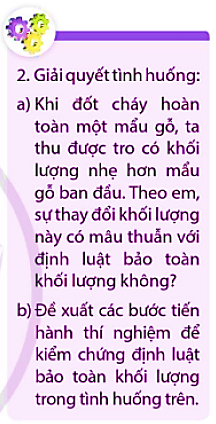 2. Giải quyết tình huống:
a) Khi đốt cháy hoàn
toàn một mẩu gỗ, ta
thu được tro có khối
lượng nhẹ hơn mẩu
gỗ ban đầu. Theo em,
sự thay đổi khối lượng
này có mâu thuẫn với
định luật bảo toàn
khối lượng không?
b) Đề xuất các bước tiến
hành thí nghiệm để
kiểm chứng định luật
bảo toàn khối lượng
trong tình huống trên.